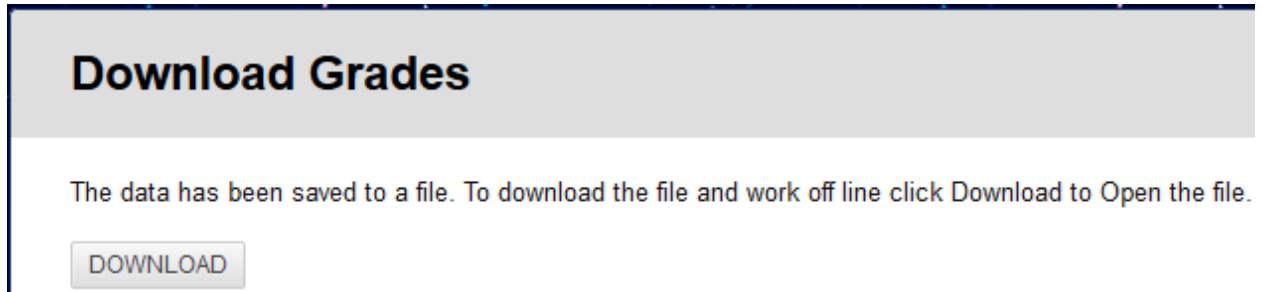 Download Grades
The data has been saved to a file. To download the file and work off line click Download to Open the file.
DOWNLOAD